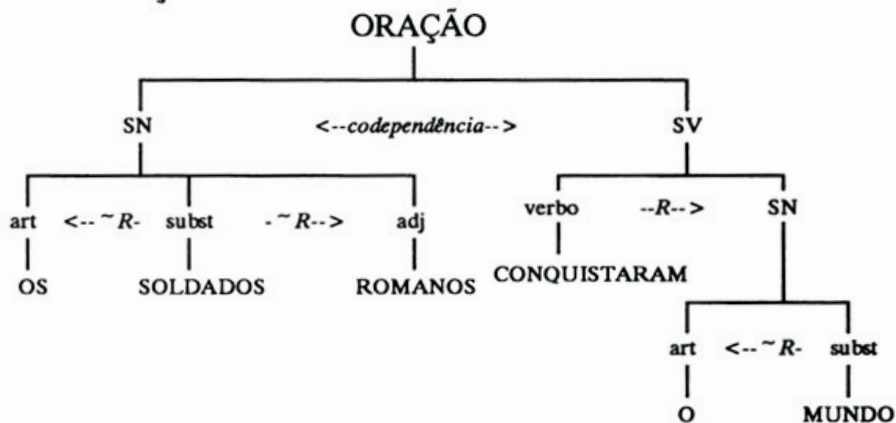 ORAÇÃO
SN <--codependência--> SV
art <-- ~ R- subst - ~ R--> adj verbo --R--> SN
OS SOLDADOS ROMANOS CONQUISTARAM
art <-- ~ R- subst
O MUNDO